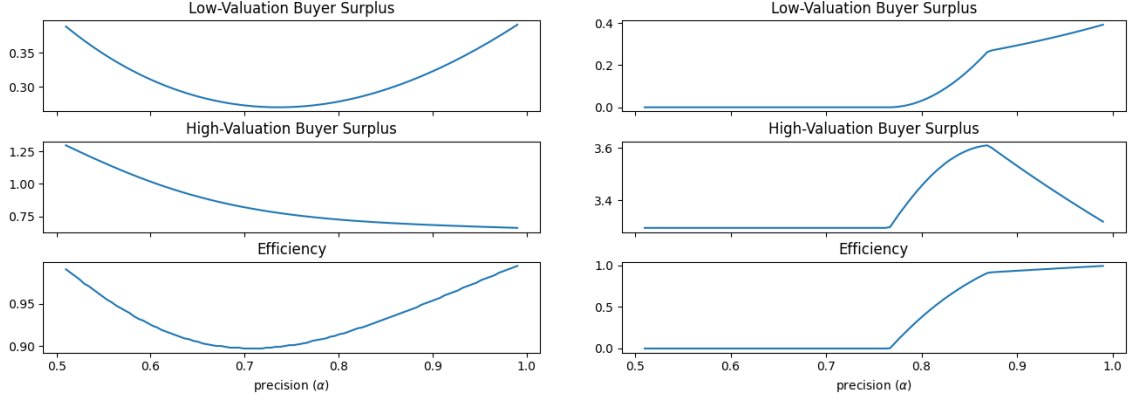 Low-Valuation Buyer Surplus
0.35
0.30
High-Valuation Buyer Surplus
1.25
1.00
0.75
Efficiency
0.95
0.90
0.5 0.6 0.7 0.8 0.9 1.0
precision (α)
Low-Valuation Buyer Surplus
0.4
0.2
0.0
High-Valuation Buyer Surplus
3.6
3.4
Efficiency
1.0
0.5
0.0
0.5 0.6 0.7 0.8 0.9 1.0
precision (α)